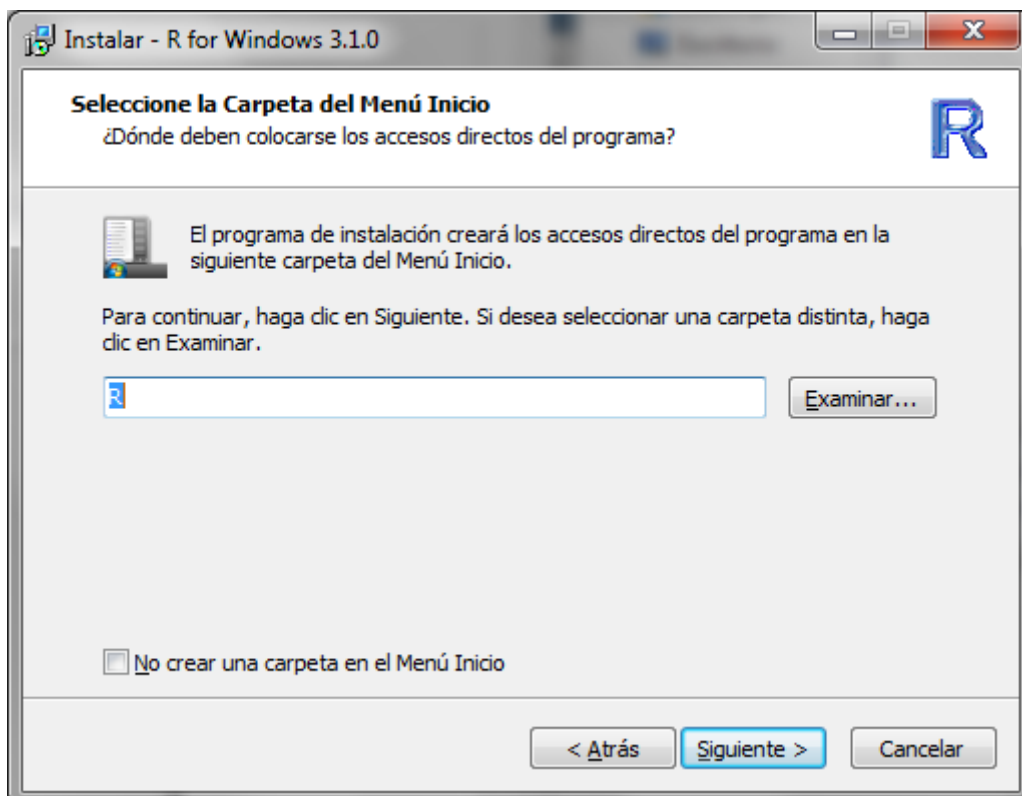 Instalar - R for Windows 3.1.0
Seleccione la Carpeta del Menú Inicio
¿Dónde deben colocarse los accesos directos del programa?
R
El programa de instalación creará los accesos directos del programa en la
siguiente carpeta del Menú Inicio.
Para continuar, haga clic en Siguiente. Si desea seleccionar una carpeta distinta, haga
clic en Examinar.
R
Examinar...
No crear una carpeta en el Menú Inicio
< Atrás
Siguiente >
Cancelar